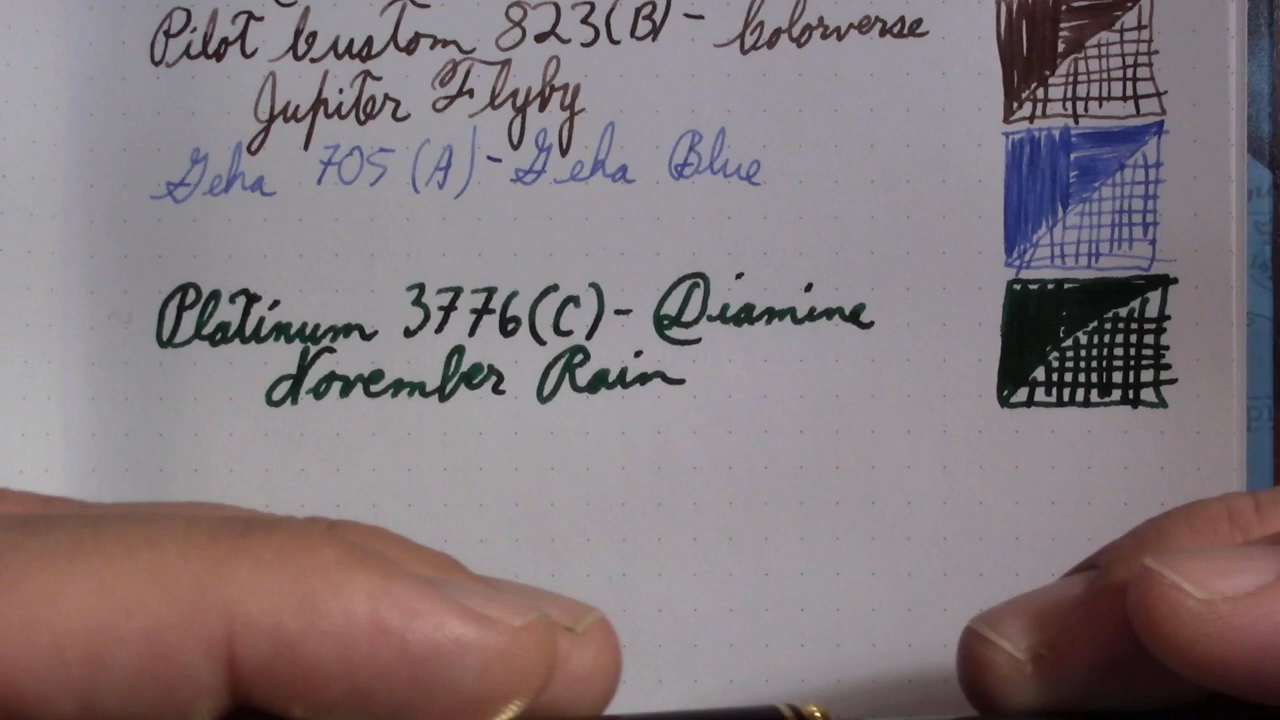 Pilot Custom 823(B) - Colorverse
Jupiter Flyby
Geha 705 (A) - Geha Blue
Platinum 3776(C) - Diamine
November Rain